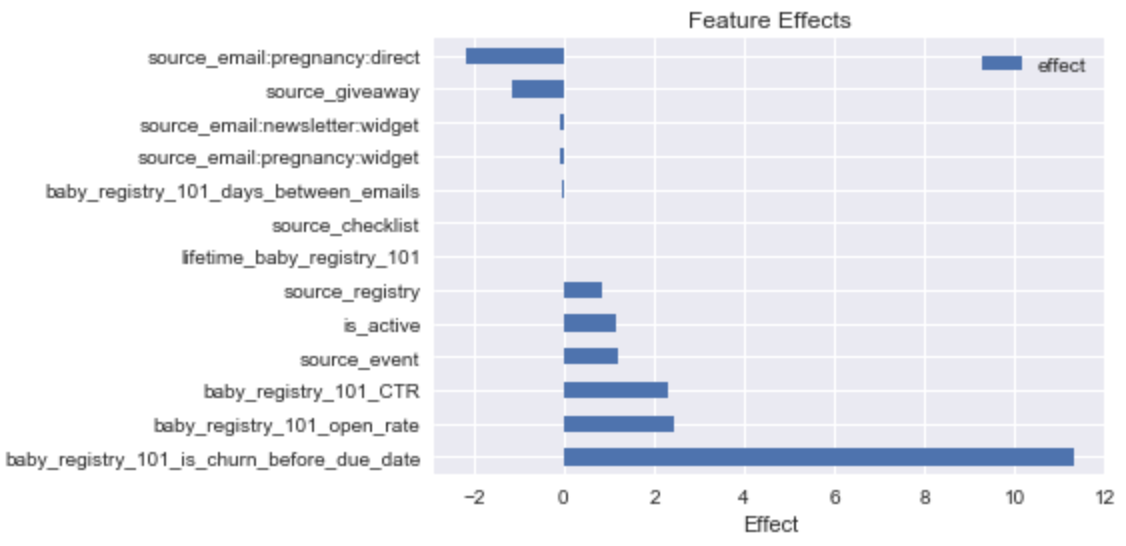 Feature Effects
source_email:pregnancy:direct
effect
source_giveaway
source_email:newsletter:widget
source_email:pregnancy:widget
baby_registry_101_days_between_emails
source_checklist
lifetime_baby_registry_101
source_registry
is_active
source_event
baby_registry_101_CTR
baby_registry_101_open_rate
baby_registry_101_is_churn_before_due_date
−2 0 2 4 6 8 10 12
Effect